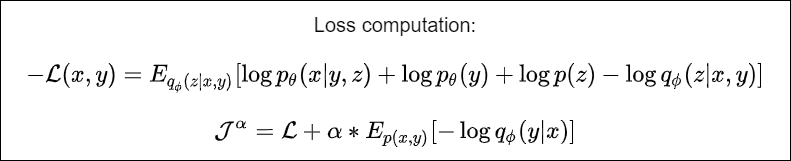 Loss computation:
−ℒ(x, y) = E_{q_ϕ(z|x,y)}[log p_θ(x|y, z) + log p_θ(y) + log p(z) − log q_ϕ(z|x, y)]
𝒥^α = ℒ + α ∗ E_{p(x,y)}[− log q_ϕ(y|x)]